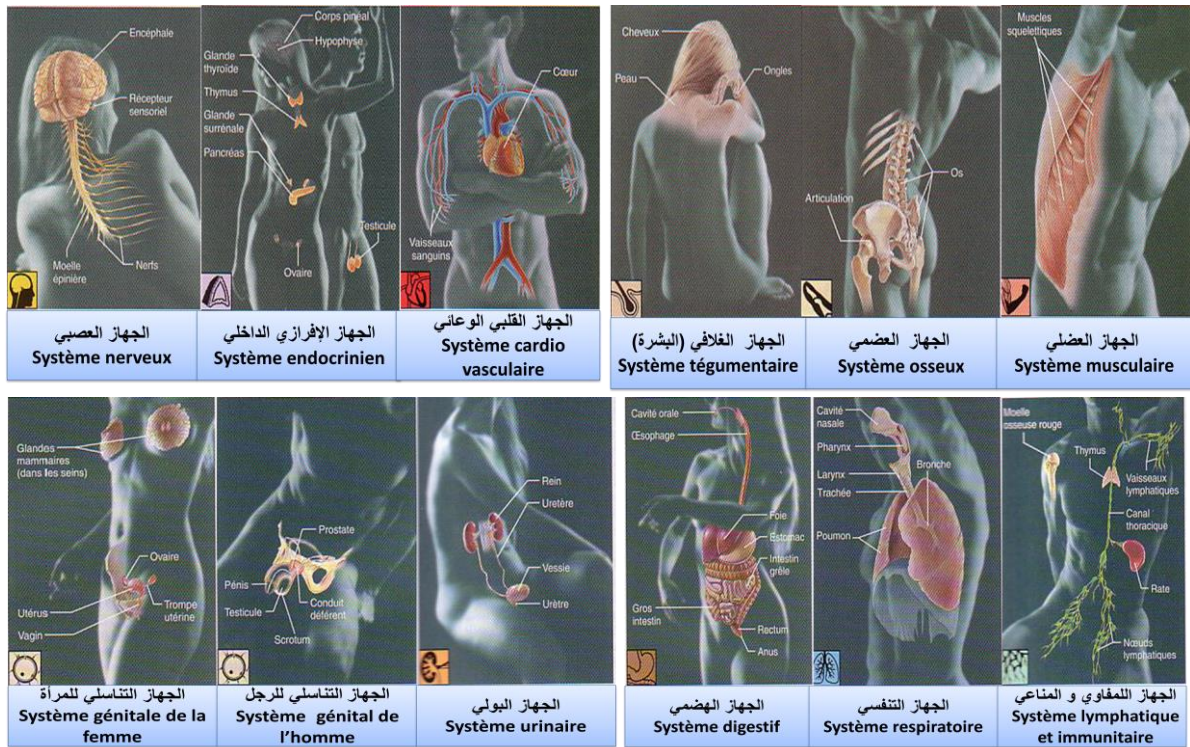 Encéphale
Récepteur
sensoriel
Moelle
épinière
Nerfs
الجهاز العصبي
Système nerveux
Corps pinéal
Hypophyse
Glande
thyroïde
Thymus
Glande
surrénale
Pancréas
Testicule
Ovaire
الجهاز الإفرازي الداخلي
Système endocrinien
Cœur
Vaisseaux
sanguins
الجهاز القلبي الوعائي
Système cardio
vasculaire
Cheveux
Peau
Ongles
الجهاز الغلافي (البشرة)
Système tégumentaire
Os
Articulation
الجهاز العضمي
Système osseux
Muscles
squelettiques
الجهاز العضلي
Système musculaire
Glandes
mammaires
(dans les seins)
Ovaire
Utérus
Trompe
utérine
Vagin
الجهاز التناسلي للمرأة
Système génitale de la
femme
Prostate
Pénis
Testicule
Conduit
déférent
Scrotum
الجهاز التناسلي للرجل
Système génital de
l'homme
Rein
Uretère
Vessie
Urètre
الجهاز البولي
Système urinaire
Cavité orale
Œsophage
Foie
Estomac
Intestin
grêle
Gros
intestin
Rectum
Anus
الجهاز الهضمي
Système digestif
Cavité
nasale
Pharynx
Bronche
Larynx
Trachée
Poumon
الجهاز التنفسي
Système respiratoire
Moelle
osseuse rouge
Thymus
Vaisseaux
lymphatiques
Canal
thoracique
Rate
Nœuds
lymphatiques
الجهاز اللمفاوي و المناعي
Système lymphatique
et immunitaire